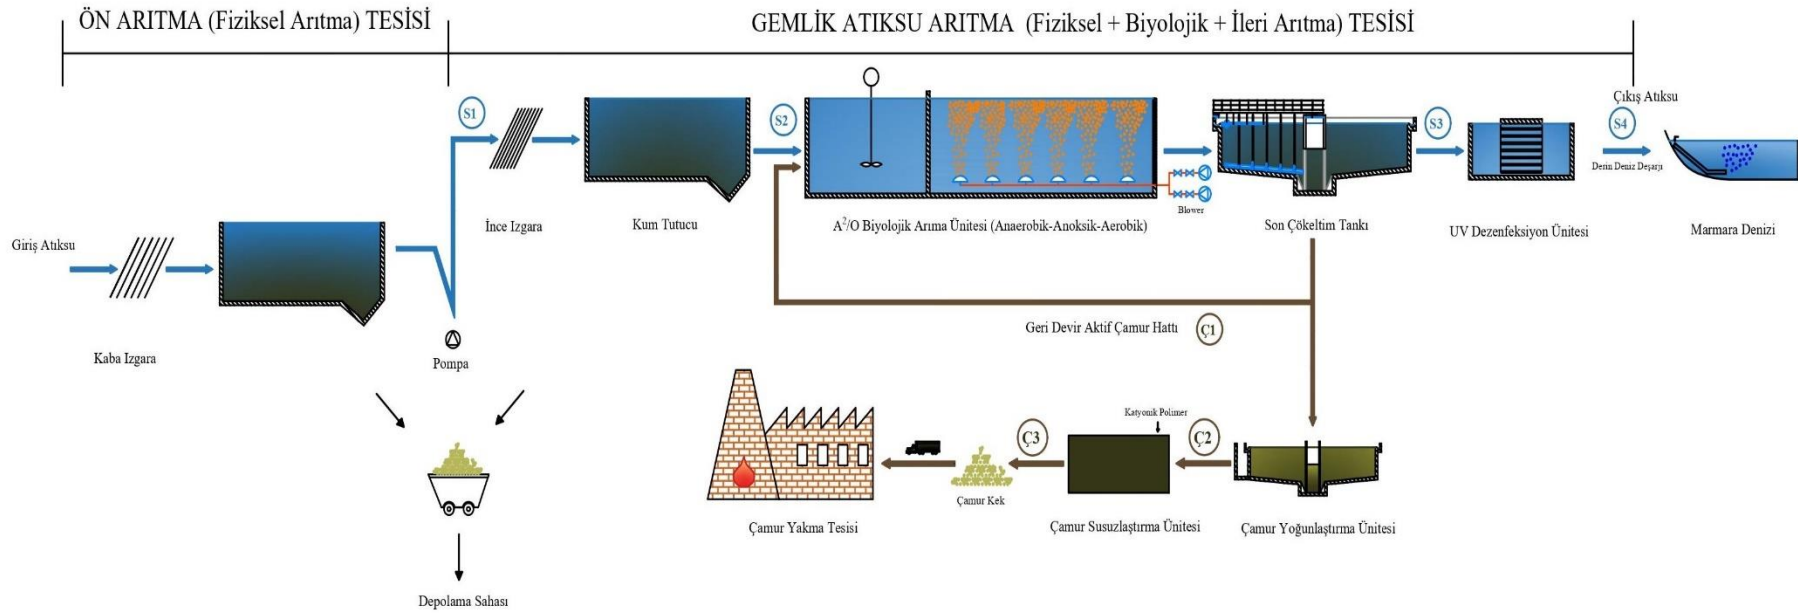 ÖN ARITMA (Fiziksel Arıtma) TESİSİ
GEMLİK ATIKSU ARITMA (Fiziksel + Biyolojik + İleri Arıtma) TESİSİ
S1
S2
S3
S4
Çıkış Atıksu
Derin Deniz Deşarjı
Blower
İnce Izgara
Kum Tutucu
A²/O Biyolojik Arıma Ünitesi (Anaerobik-Anoksik-Aerobik)
Son Çökeltim Tankı
UV Dezenfeksiyon Ünitesi
Marmara Denizi
Giriş Atıksu
Kaba Izgara
Pompa
Geri Devir Aktif Çamur Hattı
Ç1
Katyonik Polimer
Ç3
Ç2
Çamur Kek
Çamur Yakma Tesisi
Çamur Susuzlaştırma Ünitesi
Çamur Yoğunlaştırma Ünitesi
Depolama Sahası